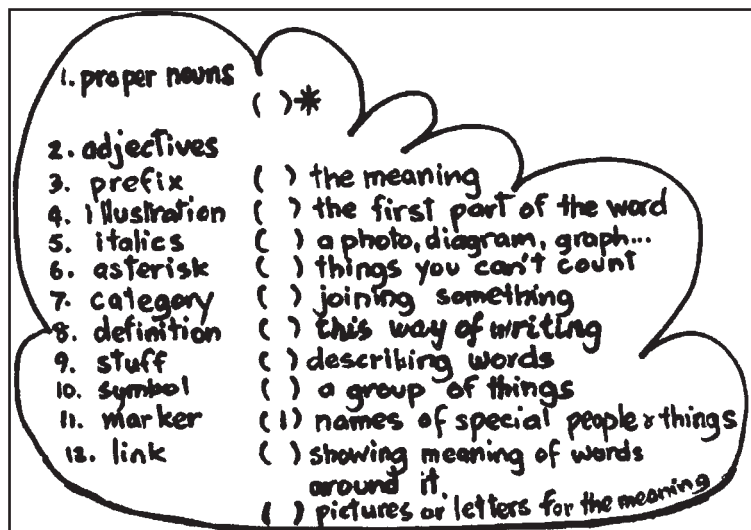 1. proper nouns
( )*
2. adjectives
3. prefix ( ) the meaning
4. illustration ( ) the first part of the word
5. italics ( ) a photo, diagram, graph...
6. asterisk ( ) things you can't count
7. category ( ) joining something
8. definition ( ) this way of writing
9. stuff ( ) describing words
10. symbol ( ) a group of things
11. marker (1) names of special people & things
12. link ( ) showing meaning of words
around it.
( ) pictures or letters for the meaning